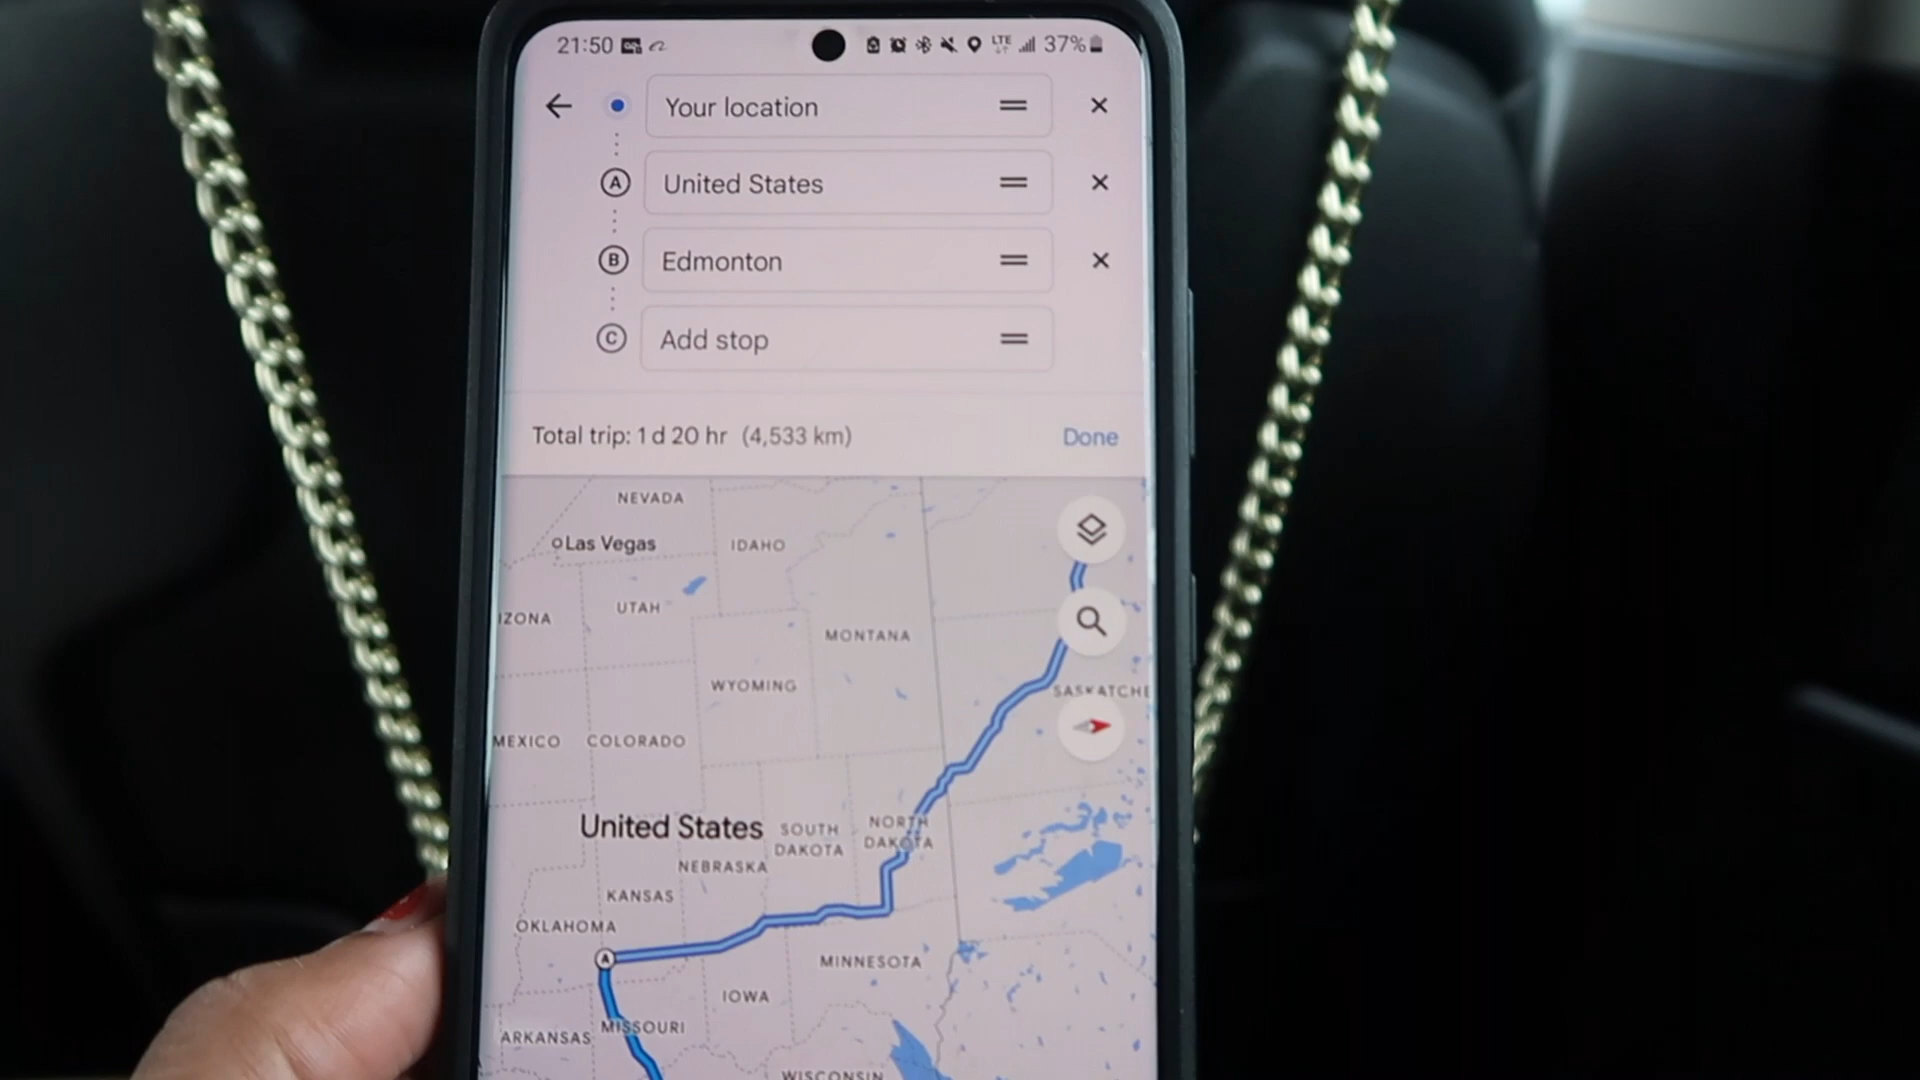 21:50 LTE 37%
Your location
A United States
B Edmonton
C Add stop
Total trip: 1 d 20 hr (4,533 km) Done
NEVADA
Las Vegas
IDAHO
UTAH
IZONA
MONTANA
WYOMING
SASKATCHE
MEXICO COLORADO
United States
SOUTH DAKOTA
NORTH DAKOTA
NEBRASKA
KANSAS
OKLAHOMA
A
MINNESOTA
IOWA
MISSOURI
ARKANSAS
WISCONSIN